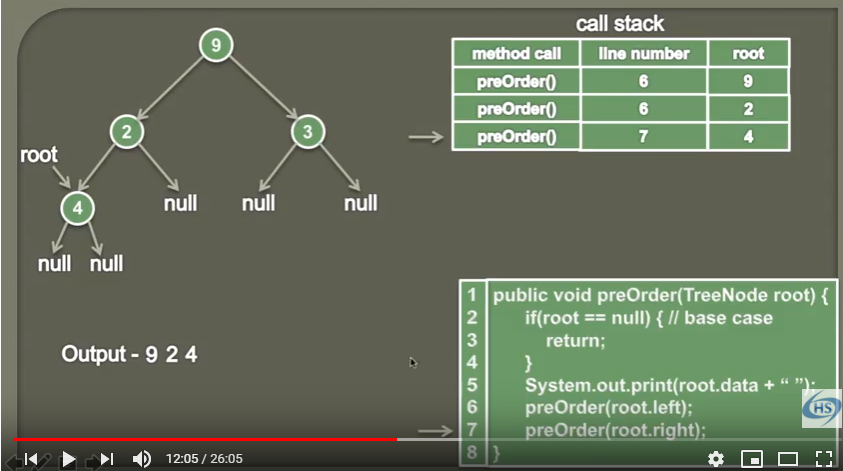 call stack
method call line number root
preOrder() 6 9
preOrder() 6 2
preOrder() 7 4
9
2
3
root
4
null
null
null
null null
Output - 9 2 4
1 public void preOrder(TreeNode root) {
2 if(root == null) { // base case
3 return;
4 }
5 System.out.print(root.data + “ ”);
6 preOrder(root.left);
7 preOrder(root.right);
8 }
HS
12:05 / 26:05